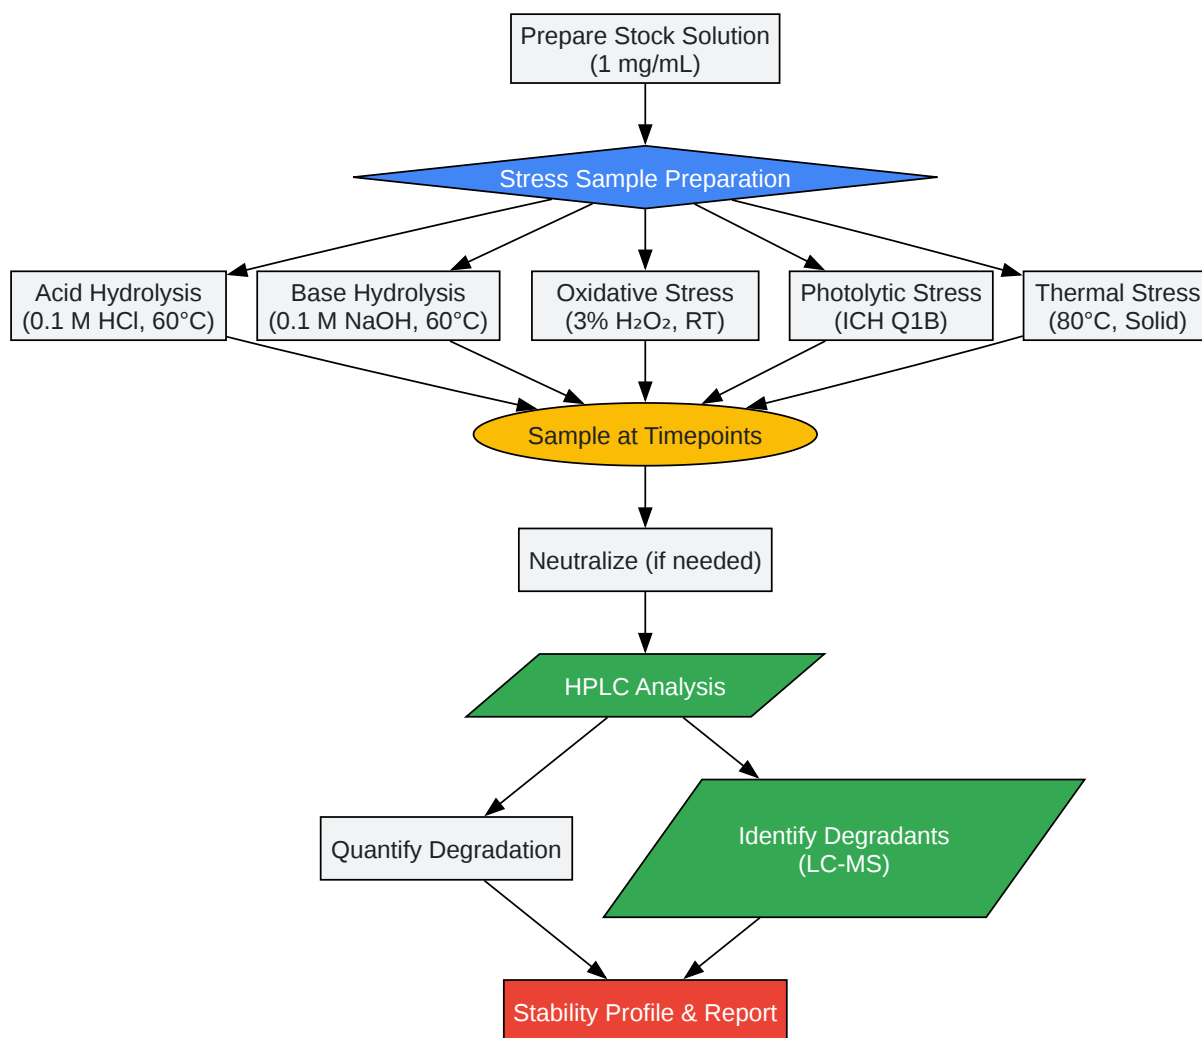 Prepare Stock Solution
(1 mg/mL)
Stress Sample Preparation
Acid Hydrolysis
(0.1 M HCl, 60°C)
Base Hydrolysis
(0.1 M NaOH, 60°C)
Oxidative Stress
(3% H₂O₂, RT)
Photolytic Stress
(ICH Q1B)
Thermal Stress
(80°C, Solid)
Sample at Timepoints
Neutralize (if needed)
HPLC Analysis
Quantify Degradation
Identify Degradants
(LC-MS)
Stability Profile & Report